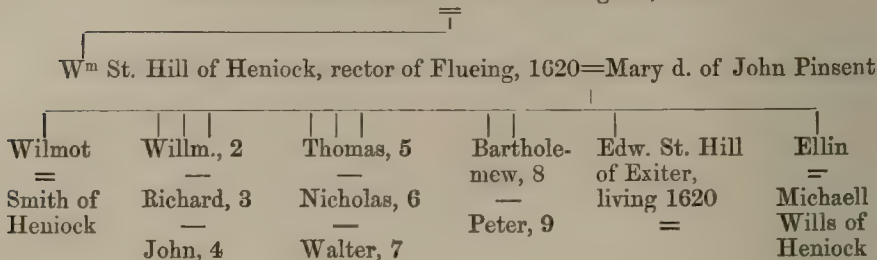 Wᵐ St. Hill of Heniock, rector of Flueing, 1620=Mary d. of John Pinsent
Wilmot
=
Smith of
Heniock
Willm., 2
—
Richard, 3
—
John, 4
Thomas, 5
—
Nicholas, 6
—
Walter, 7
Barthole-
mew, 8
—
Peter, 9
Edw. St. Hill
of Exiter,
living 1620
=
Ellin
=
Michaell
Wills of
Heniock